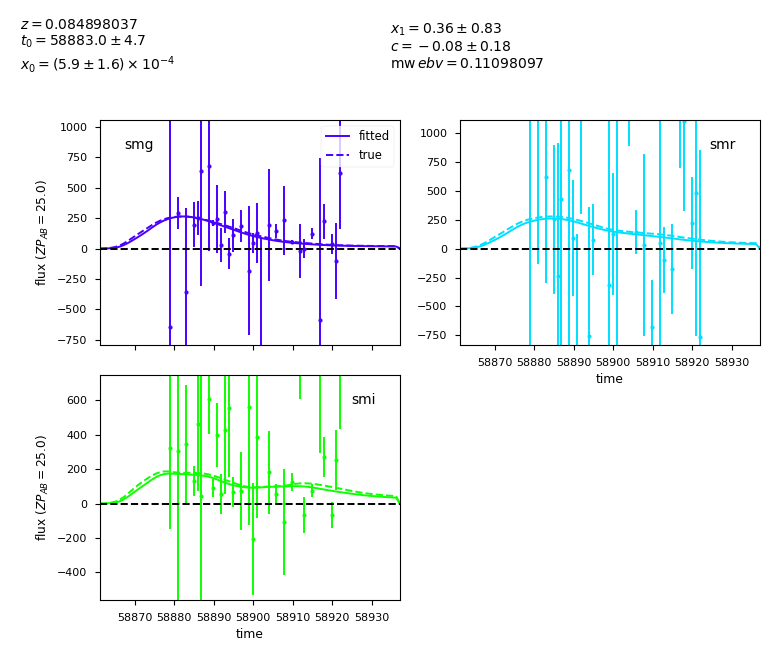 z = 0.084898037
t₀ = 58883.0 ± 4.7
x₀ = (5.9 ± 1.6) × 10⁻⁴
x₁ = 0.36 ± 0.83
c = −0.08 ± 0.18
mw ebv = 0.11098097
smg
fitted
true
1000
750
500
250
0
−250
−500
−750
flux (ZP_AB = 25.0)
smr
1000
750
500
250
0
−250
−500
−750
58870 58880 58890 58900 58910 58920 58930
time
smi
600
400
200
0
−200
−400
flux (ZP_AB = 25.0)
58870 58880 58890 58900 58910 58920 58930
time